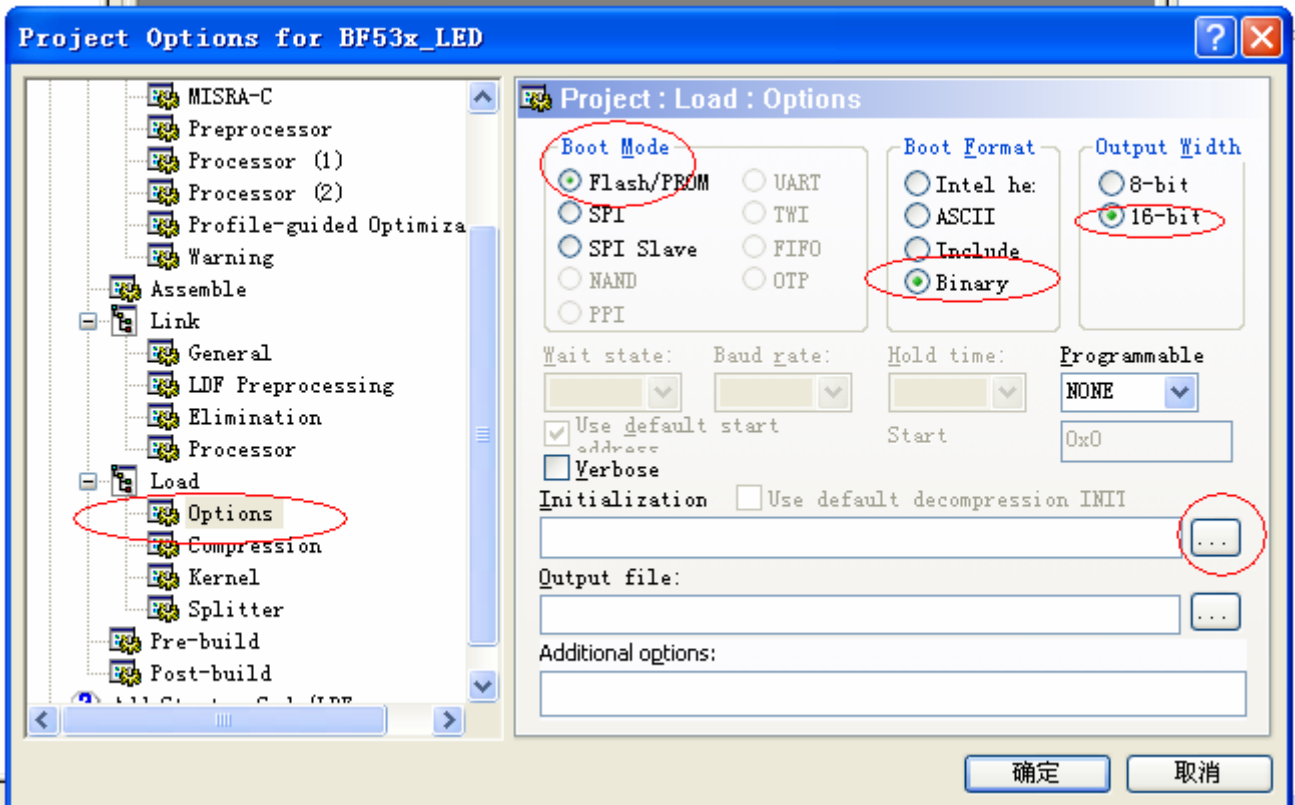 Project Options for BF53x_LED
MISRA-C
Preprocessor
Processor (1)
Processor (2)
Profile-guided Optimiza
Warning
Assemble
Link
General
LDF Preprocessing
Elimination
Processor
Load
Options
Compression
Kernel
Splitter
Pre-build
Post-build
Project : Load : Options
Boot Mode
Flash/PROM
UART
SPI
TWI
SPI Slave
FIFO
NAND
OTP
PPI
Boot Format
Intel he:
ASCII
Include
Binary
Output Width
8-bit
16-bit
Wait state:
Baud rate:
Hold time:
Programmable
NONE
Use default start
address
Start
0x0
Verbose
Initialization
Use default decompression INIT
...
Output file:
...
Additional options:
确定
取消